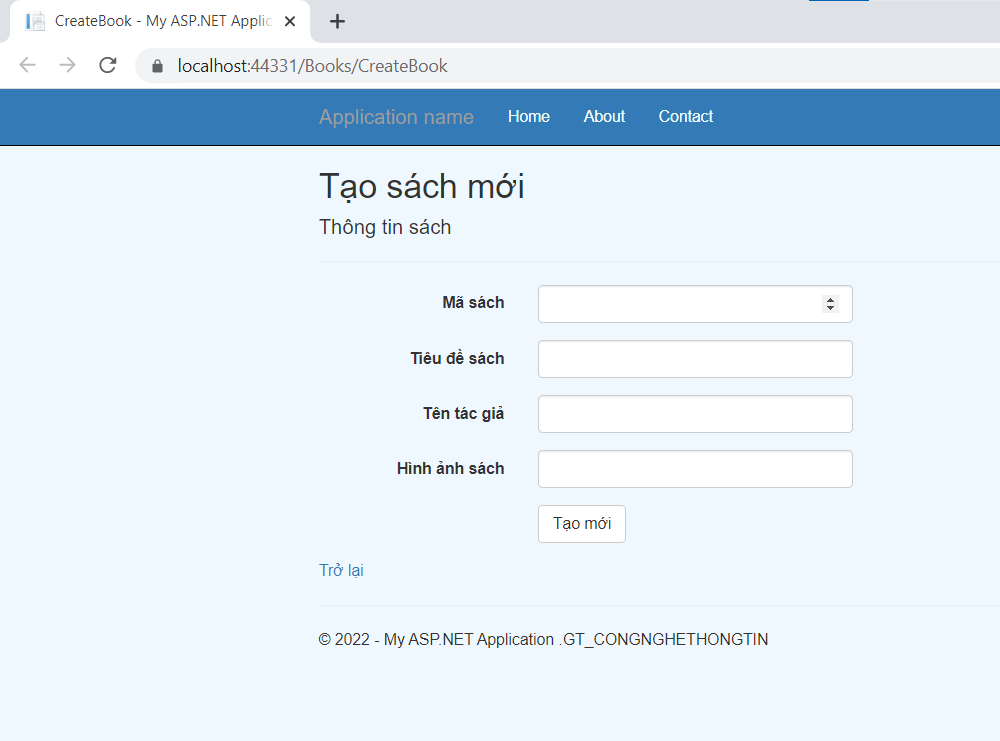 CreateBook - My ASP.NET Applic
localhost:44331/Books/CreateBook
Application name Home About Contact
Tạo sách mới
Thông tin sách
Mã sách
Tiêu đề sách
Tên tác giả
Hình ảnh sách
Tạo mới
Trở lại
© 2022 - My ASP.NET Application .GT_CONGNGHETHONGTIN